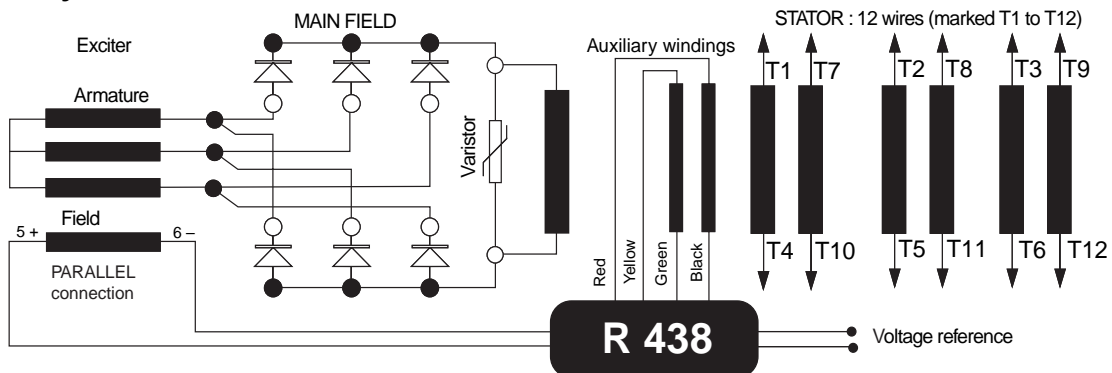 MAIN FIELD
STATOR : 12 wires (marked T1 to T12)
Exciter
Auxiliary windings
T1 T7 T2 T8 T3 T9
Armature
Varistor
Field
5 + 6 –
T4 T10 T5 T11 T6 T12
PARALLEL
connection
Red
Yellow
Green
Black
R 438
Voltage reference